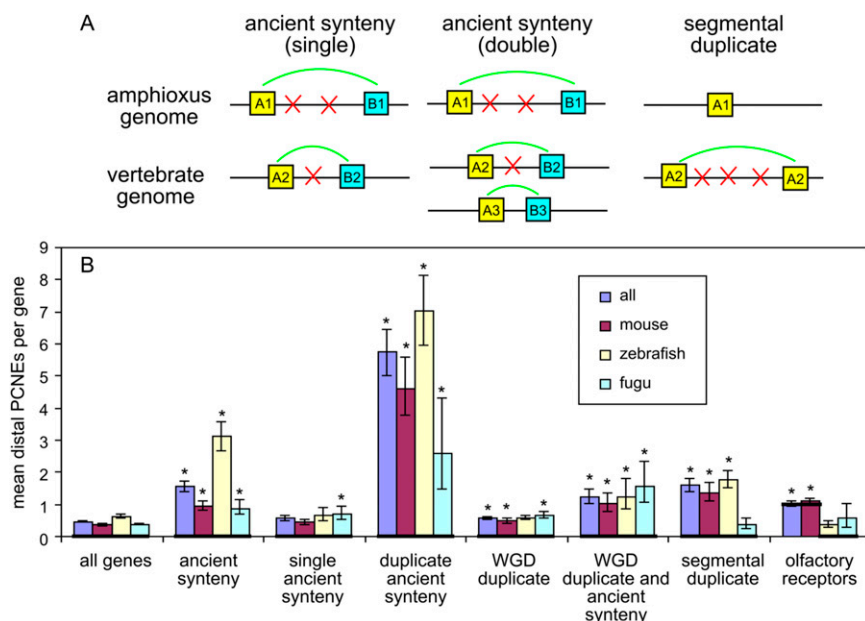 A
ancient synteny
(single)
ancient synteny
(double)
segmental
duplicate
amphioxus
genome
A1
B1
A1
B1
A1
vertebrate
genome
A2
B2
A2
B2
A2
A2
A3
B3
B
mean distal PCNEs per gene
9
8
7
6
5
4
3
2
1
0
all
mouse
zebrafish
fugu
* * * * * * * * * * * * * * * * * * * * * * *
all genes
ancient
synteny
single
ancient
synteny
duplicate
ancient
synteny
WGD
duplicate
WGD
duplicate and
ancient
synteny
segmental
duplicate
olfactory
receptors